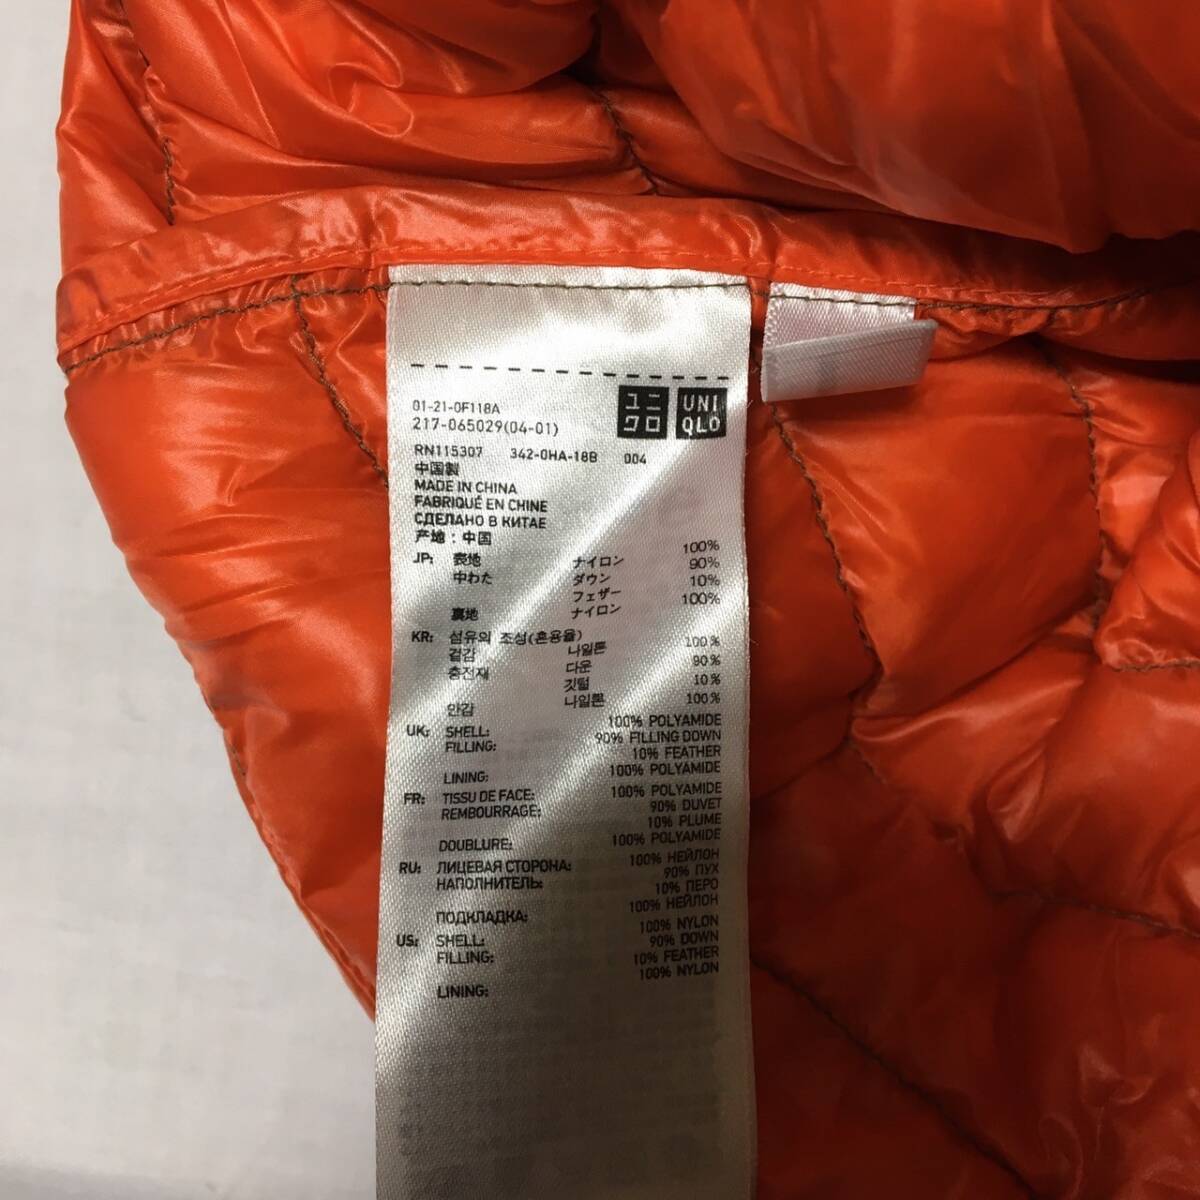 01-21-0F118A
217-065029(04-01)
ユニ
クロ
UNI
QLO
RN115307 342-0HA-18B 004
中国製
MADE IN CHINA
FABRIQUÉ EN CHINE
СДЕЛАНО В КИТАЕ
产地：中国
JP: 表地 ナイロン 100%
中わた ダウン 90%
フェザー 10%
裏地 ナイロン 100%
KR: 섬유의 조성(혼용율)
겉감 나일론 100%
충전재 다운 90%
깃털 10%
안감 나일론 100%
UK: SHELL: 100% POLYAMIDE
FILLING: 90% FILLING DOWN
10% FEATHER
LINING: 100% POLYAMIDE
FR: TISSU DE FACE: 100% POLYAMIDE
REMBOURRAGE: 90% DUVET
10% PLUME
DOUBLURE: 100% POLYAMIDE
RU: ЛИЦЕВАЯ СТОРОНА: 100% НЕЙЛОН
НАПОЛНИТЕЛЬ: 90% ПУХ
10% ПЕРО
ПОДКЛАДКА: 100% НЕЙЛОН
US: SHELL: 100% NYLON
FILLING: 90% DOWN
10% FEATHER
LINING: 100% NYLON